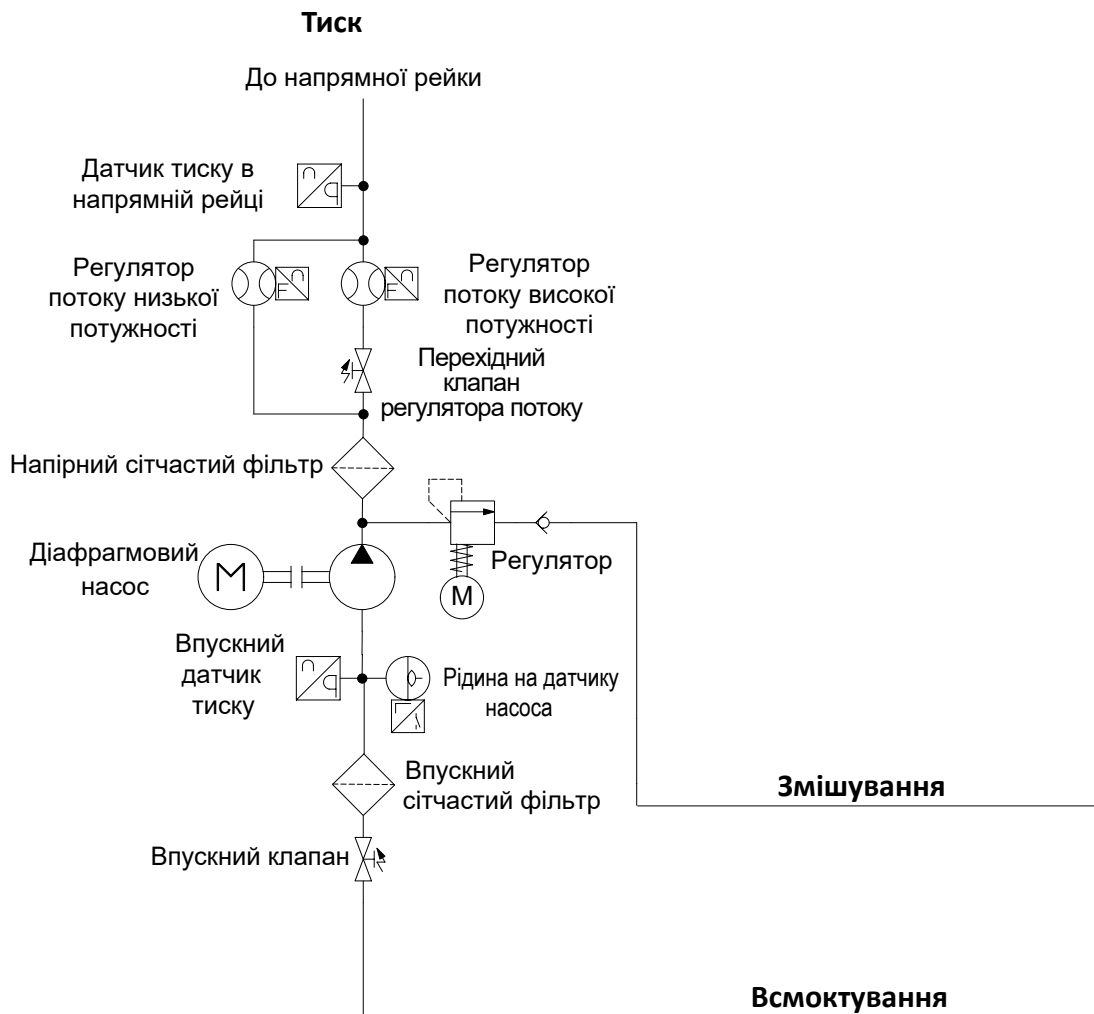 Тиск
До напрямної рейки
Датчик тиску в
напрямній рейці
Регулятор
потоку низької
потужності
Регулятор
потоку високої
потужності
Перехідний
клапан
регулятора потоку
Напірний сітчастий фільтр
Діафрагмовий
насос
M
Регулятор
M
Впускний
датчик
тиску
Рідина на датчику
насоса
Впускний
сітчастий фільтр
Змішування
Впускний клапан
Всмоктування